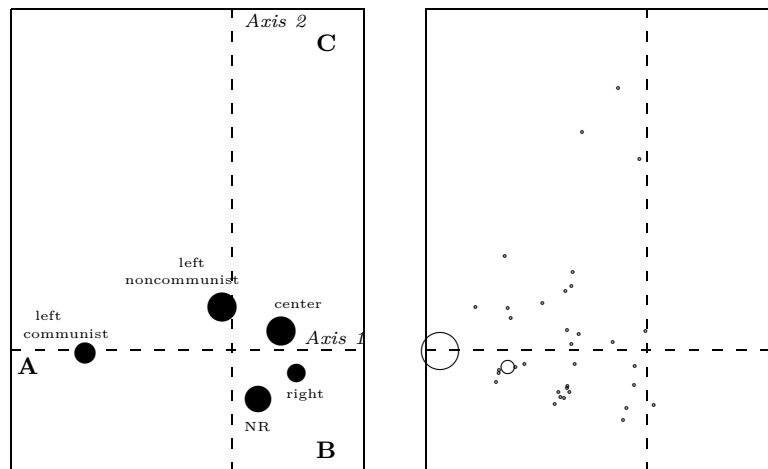 Axis 2
C
left
noncommunist
center
left
communist
Axis 1
A
right
NR
B